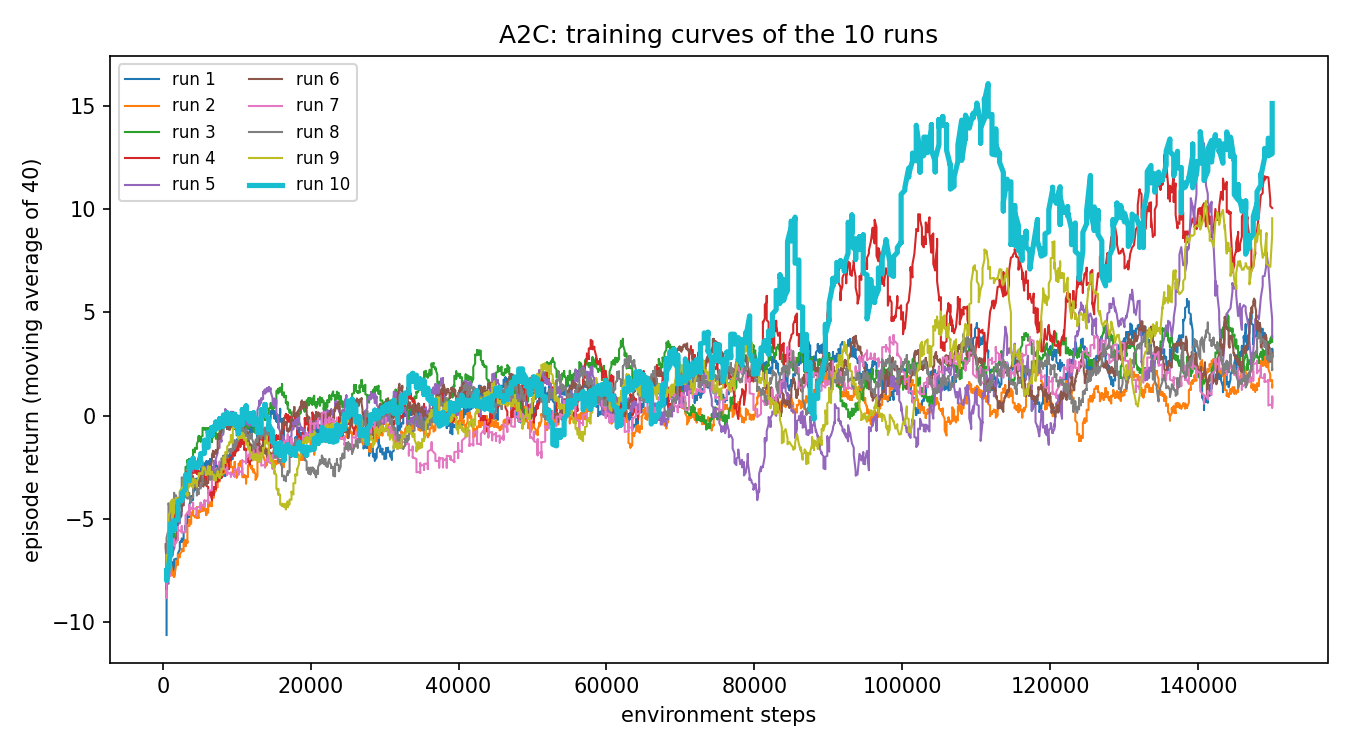 A2C: training curves of the 10 runs
run 1
run 2
run 3
run 4
run 5
run 6
run 7
run 8
run 9
run 10
episode return (moving average of 40)
15
10
5
0
−5
−10
0
20000
40000
60000
80000
100000
120000
140000
environment steps